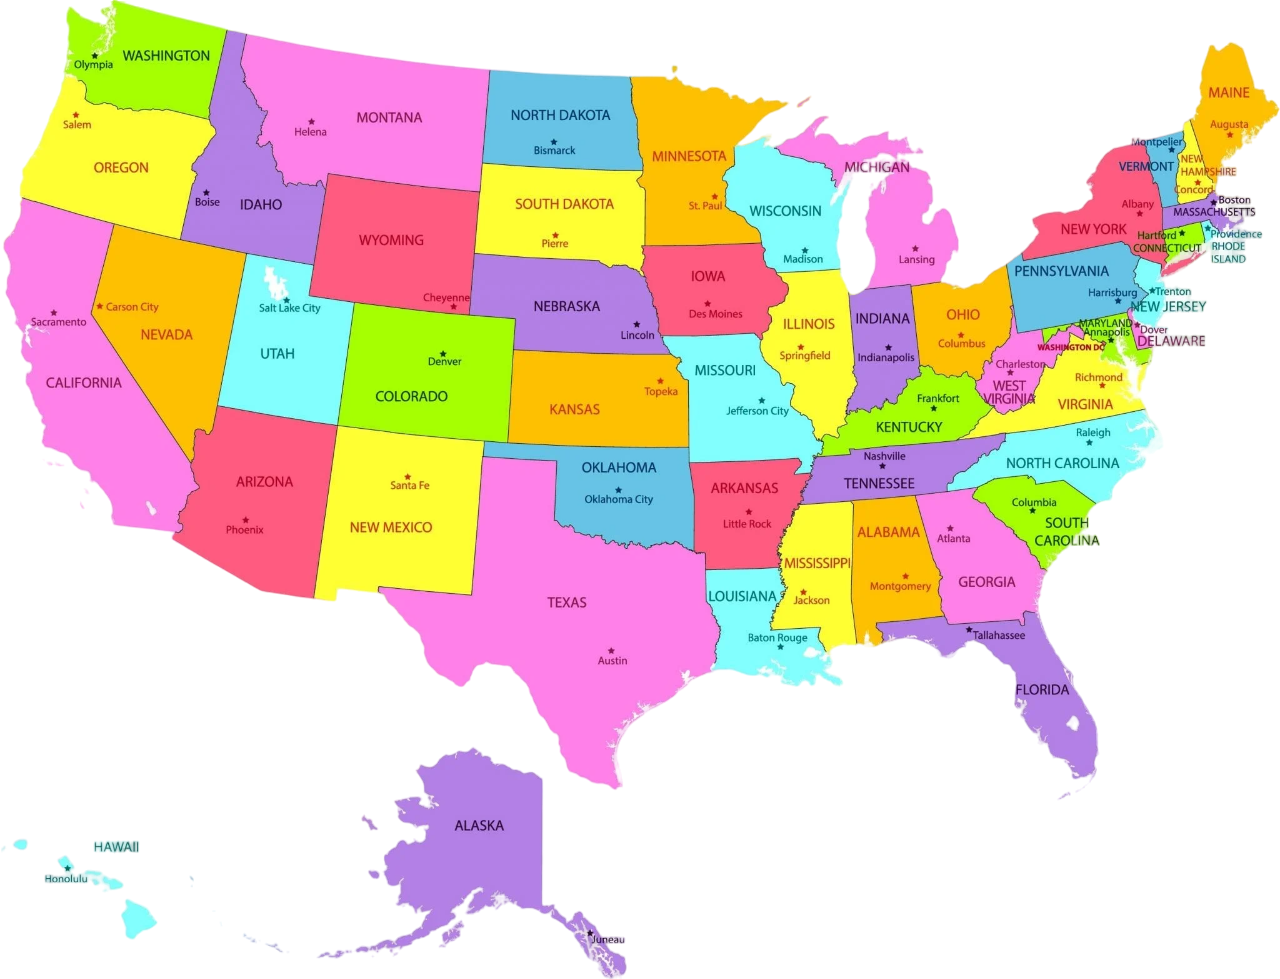 WASHINGTON
Olympia
Salem
OREGON
MONTANA
Helena
Boise
IDAHO
WYOMING
Cheyenne
NORTH DAKOTA
Bismarck
SOUTH DAKOTA
Pierre
MINNESOTA
St. Paul
WISCONSIN
Madison
MICHIGAN
Lansing
MAINE
Augusta
Montpelier
VERMONT
NEW
HAMPSHIRE
Concord
Boston
MASSACHUSETTS
Albany
NEW YORK
Hartford
CONNECTICUT
Providence
RHODE
ISLAND
PENNSYLVANIA
Harrisburg
Trenton
NEW JERSEY
MARYLAND
Annapolis
Dover
DELAWARE
WASHINGTON DC
Sacramento
CALIFORNIA
Carson City
NEVADA
Salt Lake City
UTAH
Denver
COLORADO
NEBRASKA
Lincoln
IOWA
Des Moines
ILLINOIS
Springfield
INDIANA
Indianapolis
OHIO
Columbus
Charleston
WEST
VIRGINIA
Richmond
VIRGINIA
KANSAS
Topeka
MISSOURI
Jefferson City
Frankfort
KENTUCKY
Raleigh
NORTH CAROLINA
Nashville
TENNESSEE
ARIZONA
Phoenix
Santa Fe
NEW MEXICO
OKLAHOMA
Oklahoma City
ARKANSAS
Little Rock
Columbia
SOUTH
CAROLINA
ALABAMA
Montgomery
Atlanta
GEORGIA
MISSISSIPPI
Jackson
TEXAS
Austin
LOUISIANA
Baton Rouge
Tallahassee
FLORIDA
ALASKA
Juneau
HAWAII
Honolulu